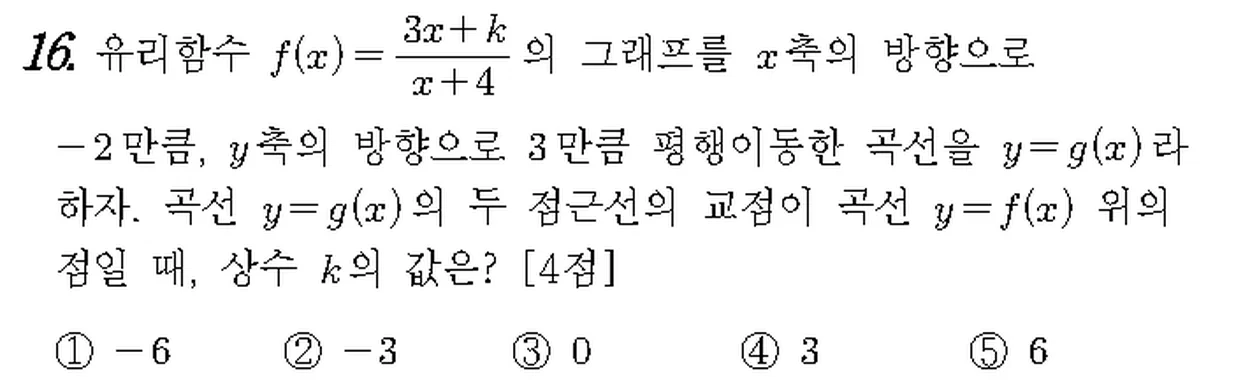 16. 유리함수 f(x)=\frac{3x+k}{x+4}의 그래프를 x축의 방향으로
-2만큼, y축의 방향으로 3만큼 평행이동한 곡선을 y=g(x)라
하자. 곡선 y=g(x)의 두 점근선의 교점이 곡선 y=f(x) 위의
점일 때, 상수 k의 값은? [4점]
① -6 ② -3 ③ 0 ④ 3 ⑤ 6